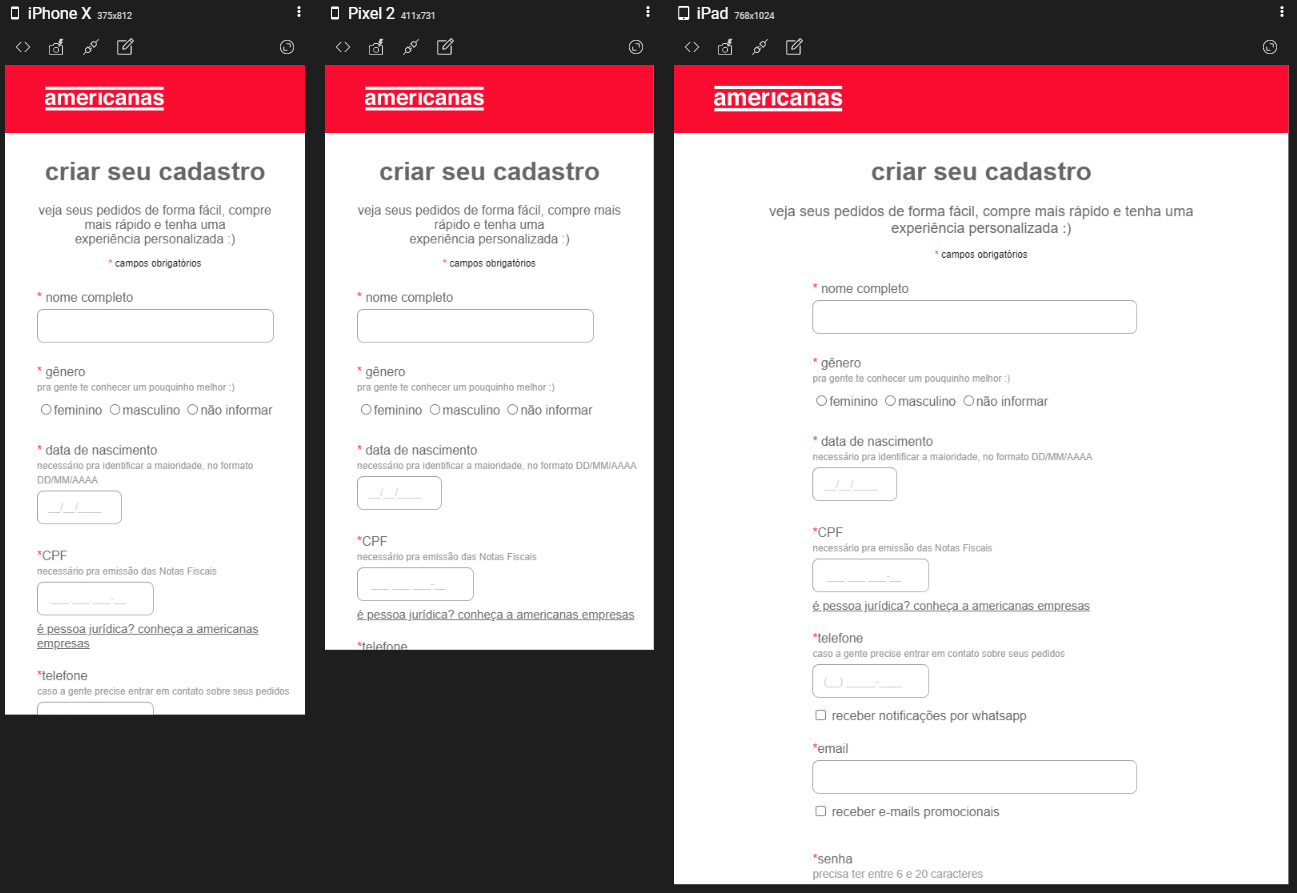 iPhone X 375x812
americanas
criar seu cadastro
veja seus pedidos de forma fácil, compre
mais rápido e tenha uma
experiência personalizada :)
* campos obrigatórios
* nome completo
* gênero
pra gente te conhecer um pouquinho melhor :)
feminino masculino não informar
* data de nascimento
necessário pra identificar a maioridade, no formato
DD/MM/AAAA
__/__/____
*CPF
necessário pra emissão das Notas Fiscais
___.___.___-__
é pessoa jurídica? conheça a americanas
empresas
*telefone
caso a gente precise entrar em contato sobre seus pedidos
Pixel 2 411x731
americanas
criar seu cadastro
veja seus pedidos de forma fácil, compre mais
rápido e tenha uma
experiência personalizada :)
* campos obrigatórios
* nome completo
* gênero
pra gente te conhecer um pouquinho melhor :)
feminino masculino não informar
* data de nascimento
necessário pra identificar a maioridade, no formato DD/MM/AAAA
__/__/____
*CPF
necessário pra emissão das Notas Fiscais
___.___.___-__
é pessoa jurídica? conheça a americanas empresas
*telefone
iPad 768x1024
americanas
criar seu cadastro
veja seus pedidos de forma fácil, compre mais rápido e tenha uma
experiência personalizada :)
* campos obrigatórios
* nome completo
* gênero
pra gente te conhecer um pouquinho melhor :)
feminino masculino não informar
* data de nascimento
necessário pra identificar a maioridade, no formato DD/MM/AAAA
__/__/____
*CPF
necessário pra emissão das Notas Fiscais
___.___.___-__
é pessoa jurídica? conheça a americanas empresas
*telefone
caso a gente precise entrar em contato sobre seus pedidos
(__) _____-____
receber notificações por whatsapp
*email
receber e-mails promocionais
*senha
precisa ter entre 6 e 20 caracteres